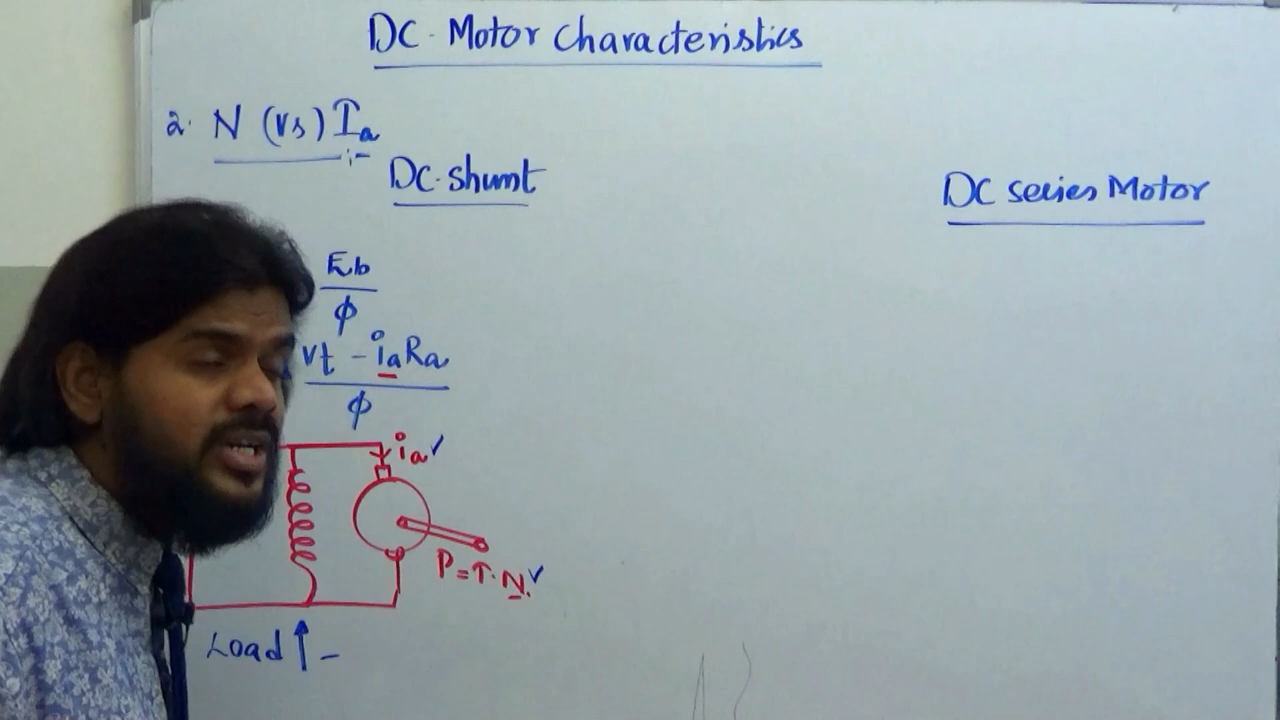 DC. Motor Characteristics
2. N (Vs) Ia :-
DC. shunt
DC series Motor
Eb
ϕ
Vt - iaRa
ϕ
ia ✓
P = T. N. ✓
Load ↑ -